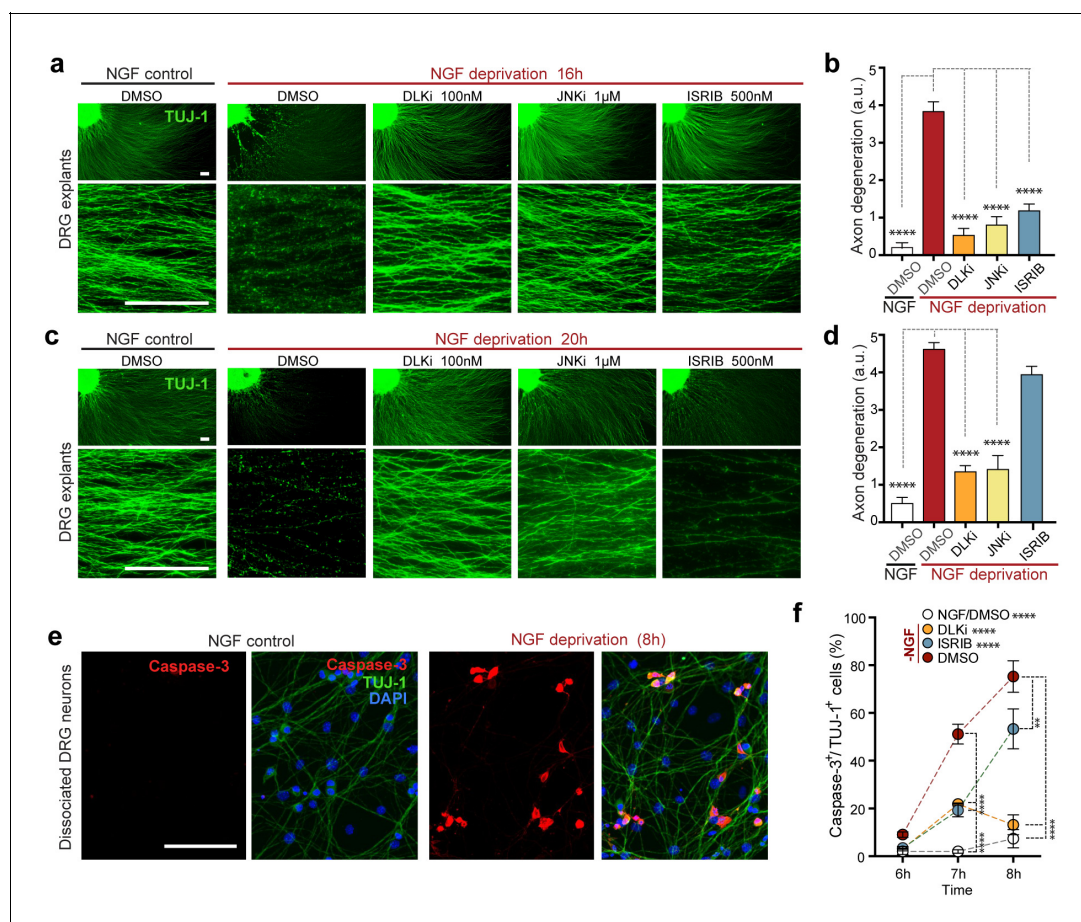 a
NGF control
NGF deprivation 16h
DMSO
DMSO
DLKi 100nM
JNKi 1µM
ISRIB 500nM
TUJ-1
DRG explants
b
Axon degeneration (a.u.)
5
4
3
2
1
0
****
****
****
****
DMSO
DMSO
DLKi
JNKi
ISRIB
NGF
NGF deprivation
c
NGF control
NGF deprivation 20h
DMSO
DMSO
DLKi 100nM
JNKi 1µM
ISRIB 500nM
TUJ-1
DRG explants
d
Axon degeneration (a.u.)
5
4
3
2
1
0
****
****
****
DMSO
DMSO
DLKi
JNKi
ISRIB
NGF
NGF deprivation
e
NGF control
NGF deprivation (8h)
Caspase-3
Caspase-3
TUJ-1
DAPI
Dissociated DRG neurons
f
NGF/DMSO ****
DLKi ****
ISRIB ****
DMSO
-NGF
Caspase-3+/ TUJ-1+ cells (%)
100
80
60
40
20
0
**
****
****
****
6h
7h
8h
Time